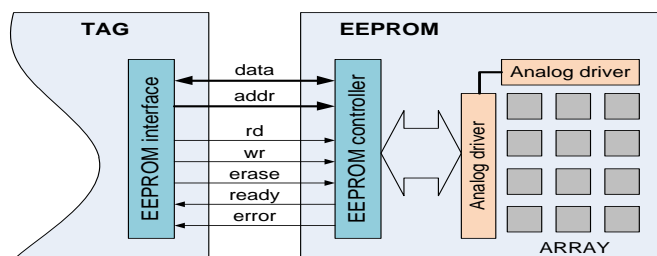 TAG
EEPROM
EEPROM interface
data
addr
rd
wr
erase
ready
error
EEPROM controller
Analog driver
Analog driver
ARRAY